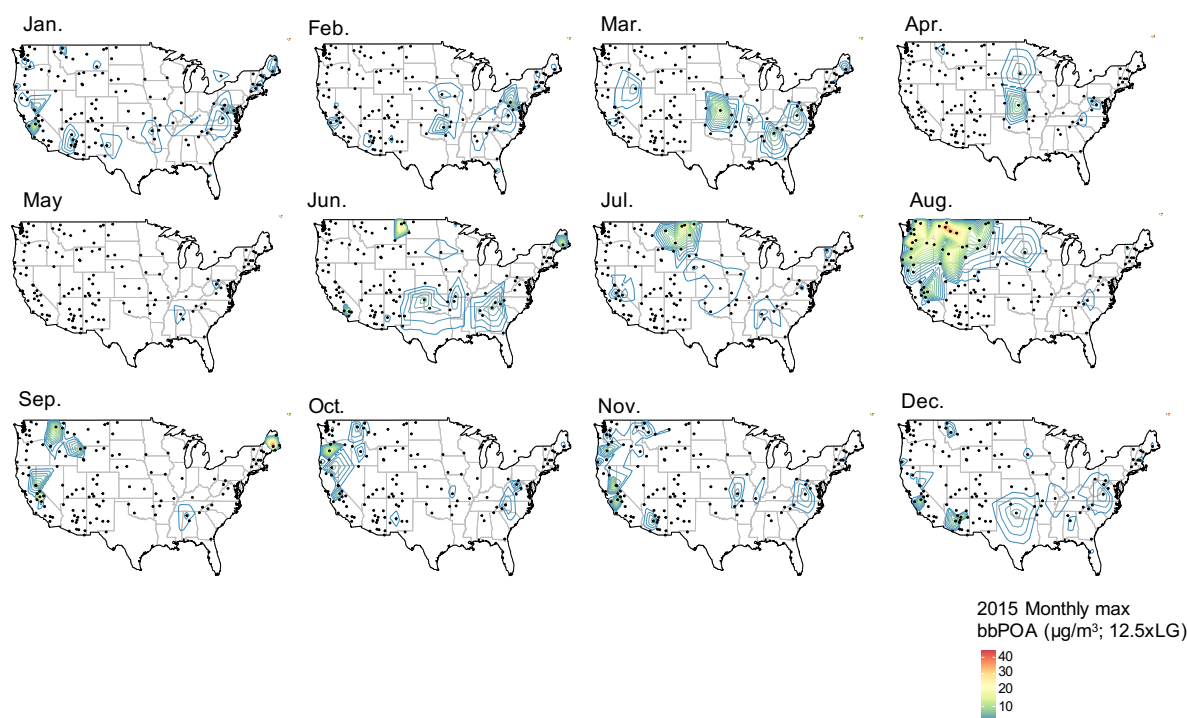 Jan.
Feb.
Mar.
Apr.
May
Jun.
Jul.
Aug.
Sep.
Oct.
Nov.
Dec.
2015 Monthly max
bbPOA (µg/m³; 12.5xLG)
40
30
20
10